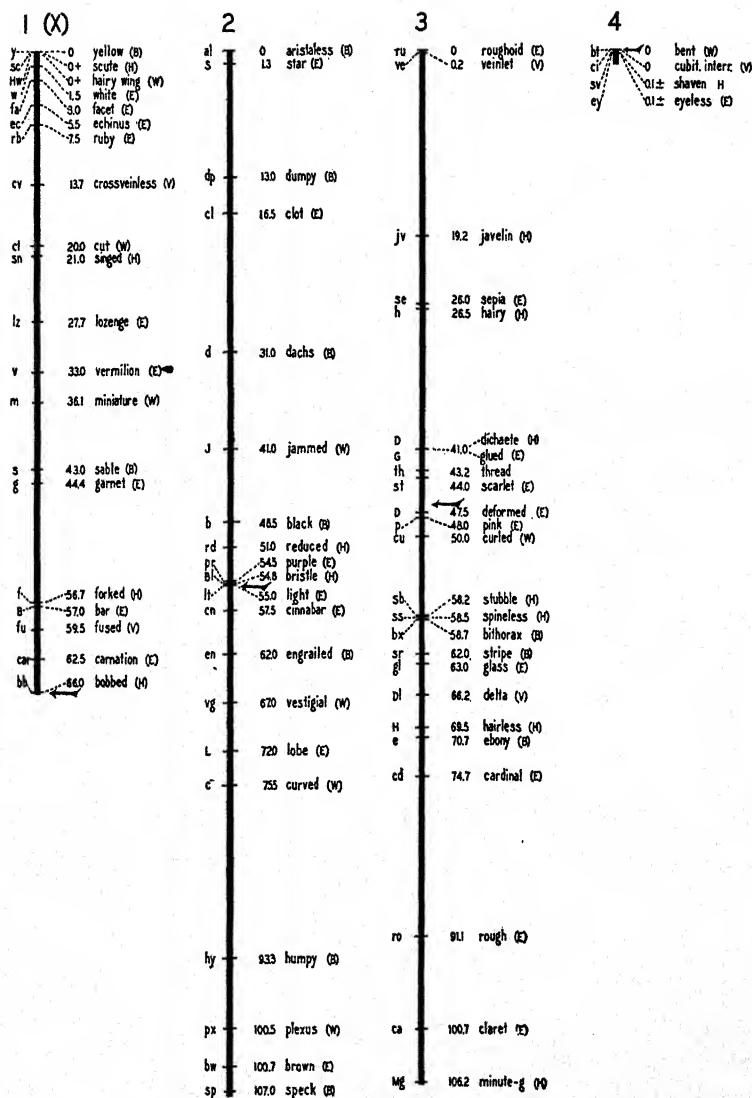 1 (X)
y 0 yellow (B)
sc 0+ scute (H)
Hw 0+ hairy wing (W)
w 1.5 white (E)
fa 3.0 facet (E)
ec 5.5 echinus (E)
rb 7.5 ruby (E)
cv 13.7 crossveinless (V)
ct 20.0 cut (W)
sn 21.0 singed (H)
lz 27.7 lozenge (E)
v 33.0 vermilion (E)
m 36.1 miniature (W)
s 43.0 sable (B)
g 44.4 garnet (E)
f 56.7 forked (H)
B 57.0 bar (E)
fu 59.5 fused (V)
car 62.5 carnation (E)
bb 66.0 bobbed (H)
2
al 0 aristaless (B)
s 1.3 star (E)
dp 13.0 dumpy (B)
cl 16.5 clot (E)
d 31.0 dachs (B)
J 41.0 jammed (W)
b 48.5 black (B)
rd 51.0 reduced (H)
pr 54.5 purple (E)
Bl 54.8 bristle (H)
lt 55.0 light (E)
cn 57.5 cinnabar (E)
en 62.0 engrailed (B)
vg 67.0 vestigial (W)
L 72.0 lobe (E)
c 75.5 curved (W)
hy 93.3 humpy (B)
px 100.5 plexus (W)
bw 100.7 brown (E)
sp 107.0 speck (B)
3
ru 0 roughoid (E)
ve 0.2 veinlet (V)
jv 19.2 javelin (H)
se 26.0 sepia (E)
h 26.5 hairy (H)
D dichaete (H)
41.0
G glued (E)
th 43.2 thread
st 44.0 scarlet (E)
D 47.5 deformed (E)
p 48.0 pink (E)
cu 50.0 curled (W)
sb 58.2 stubble (H)
ss 58.5 spineless (H)
bx 58.7 bithorax (B)
sr 62.0 stripe (B)
gl 63.0 glass (E)
Dl 66.2 delta (V)
H 69.5 hairless (H)
e 70.7 ebony (B)
cd 74.7 cardinal (E)
ro 91.1 rough (E)
ca 100.7 claret (E)
Mg 106.2 minute-g (H)
4
bt 0 bent (W)
ci 0 cubit. interr. (V)
sv 0.1± shaven H
ey 0.1± eyeless (E)